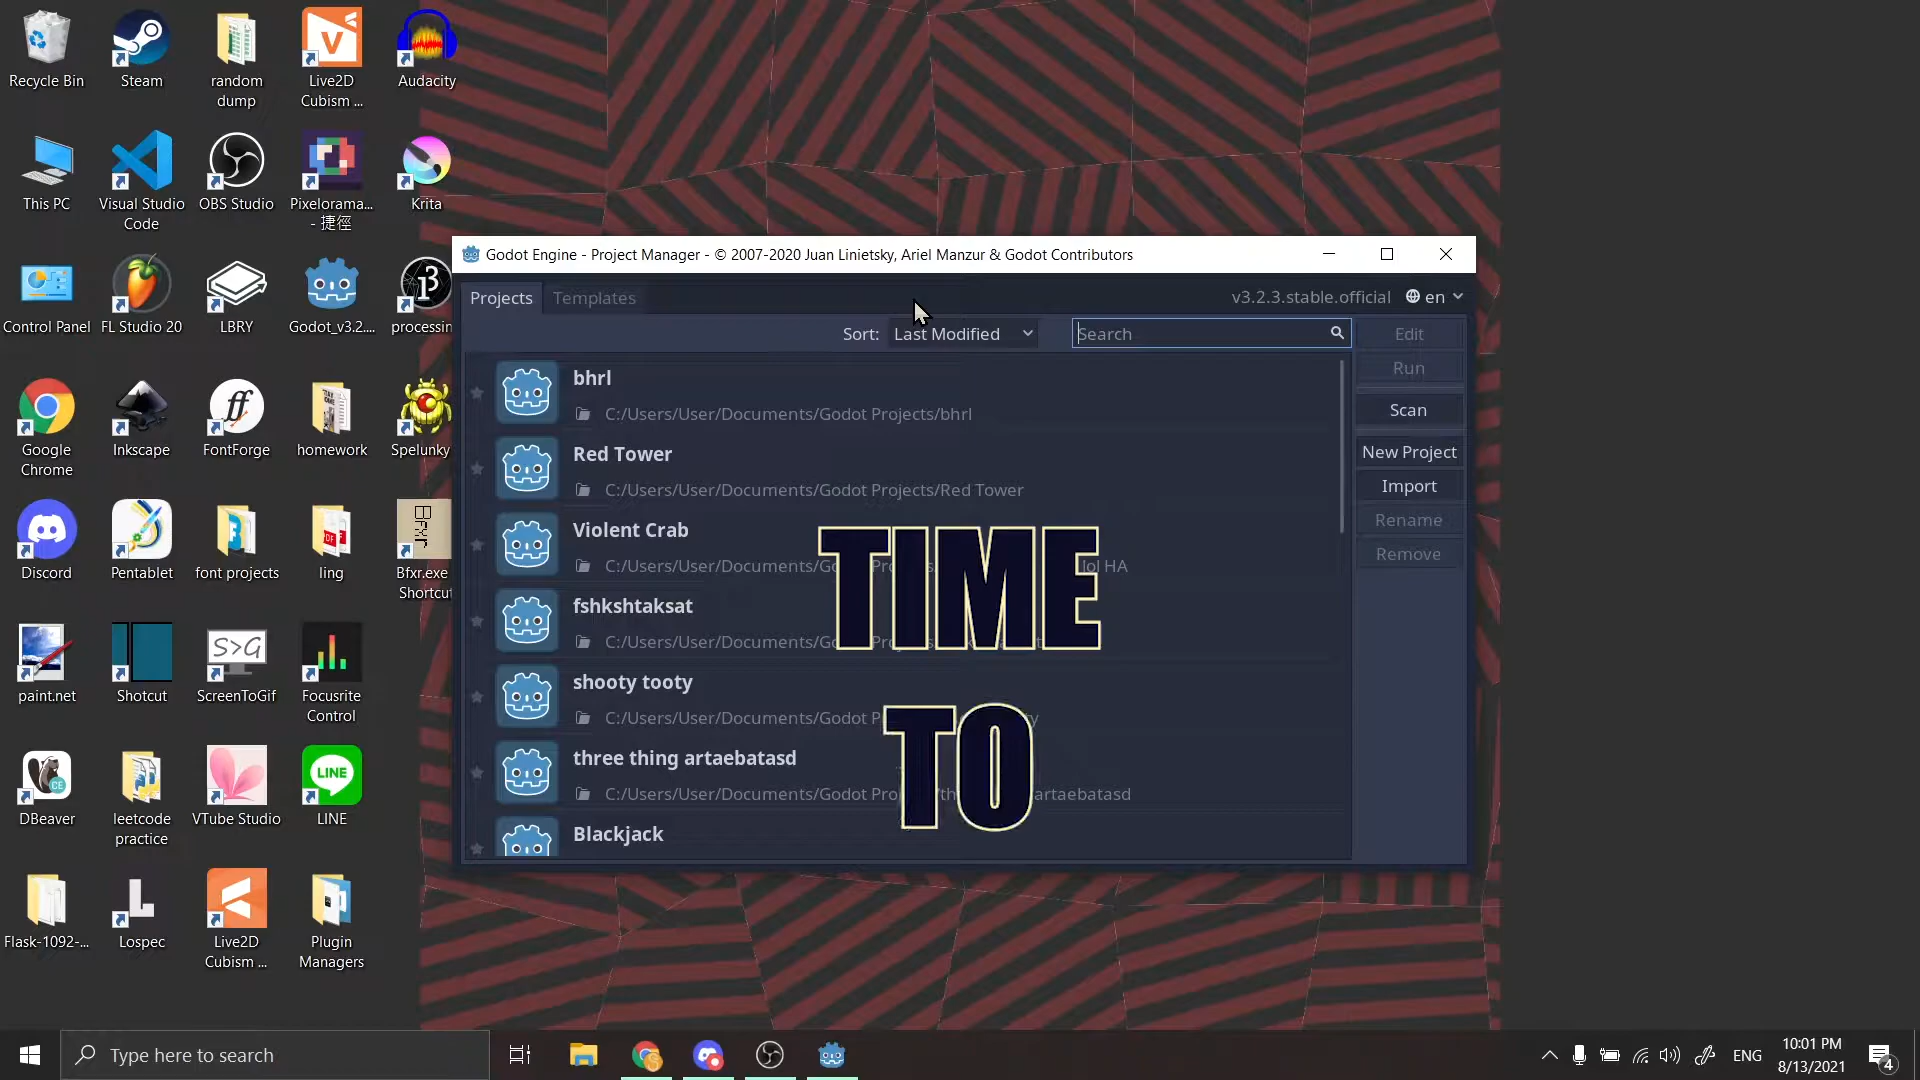 Recycle Bin
Steam
random
dump
Live2D
Cubism ...
Audacity
This PC
Visual Studio
Code
OBS Studio
Pixelorama...
- 捷徑
Krita
Control Panel
FL Studio 20
LBRY
Godot_v3.2....
processin
Google
Chrome
Inkscape
FontForge
homework
Spelunky
Discord
Pentablet
font projects
ling
Bfxr.exe
Shortcut
paint.net
Shotcut
ScreenToGif
Focusrite
Control
DBeaver
leetcode
practice
VTube Studio
LINE
Flask-1092-...
Lospec
Live2D
Cubism ...
Plugin
Managers
Godot Engine - Project Manager - © 2007-2020 Juan Linietsky, Ariel Manzur & Godot Contributors
Projects
Templates
v3.2.3.stable.official
en
Sort:
Last Modified
Search
bhrl
C:/Users/User/Documents/Godot Projects/bhrl
Red Tower
C:/Users/User/Documents/Godot Projects/Red Tower
Violent Crab
C:/Users/User/Documents/Go Pro lol HA
fshkshtaksat
C:/Users/User/Documents/Go Pro
shooty tooty
C:/Users/User/Documents/Godot P
three thing artaebatasd
C:/Users/User/Documents/Godot Pro /th artaebatasd
Blackjack
Edit
Run
Scan
New Project
Import
Rename
Remove
TIME
TO
Type here to search
ENG
10:01 PM
8/13/2021
4